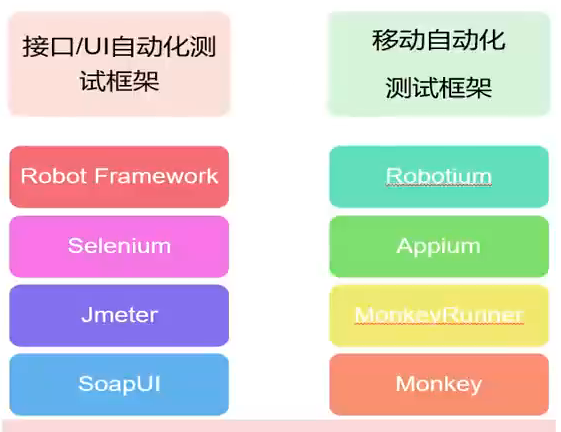 接口/UI自动化测
试框架
Robot Framework
Selenium
Jmeter
SoapUI
移动自动化
测试框架
Robotium
Appium
MonkeyRunner
Monkey